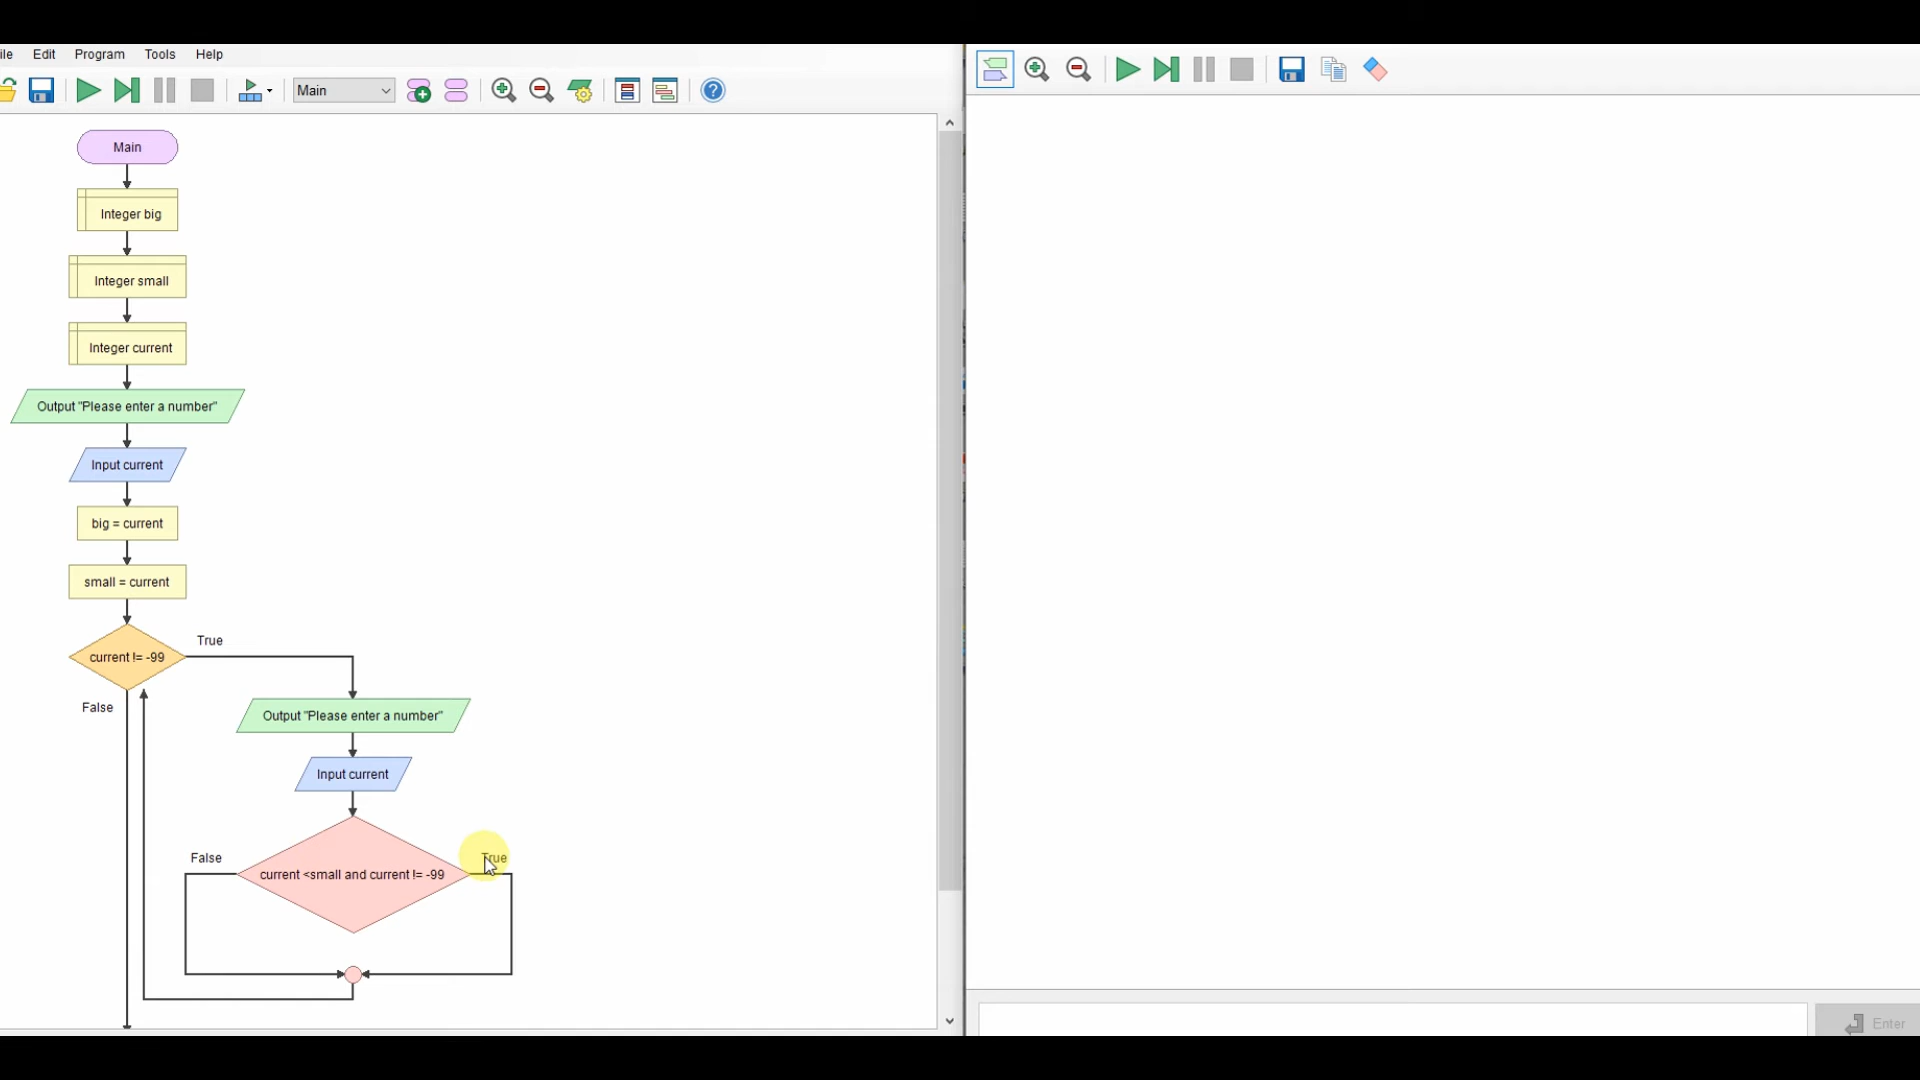 ile Edit Program Tools Help
Main
Main
Integer big
Integer small
Integer current
Output "Please enter a number"
Input current
big = current
small = current
True
current != -99
False
Output "Please enter a number"
Input current
False
True
current <small and current != -99
Enter